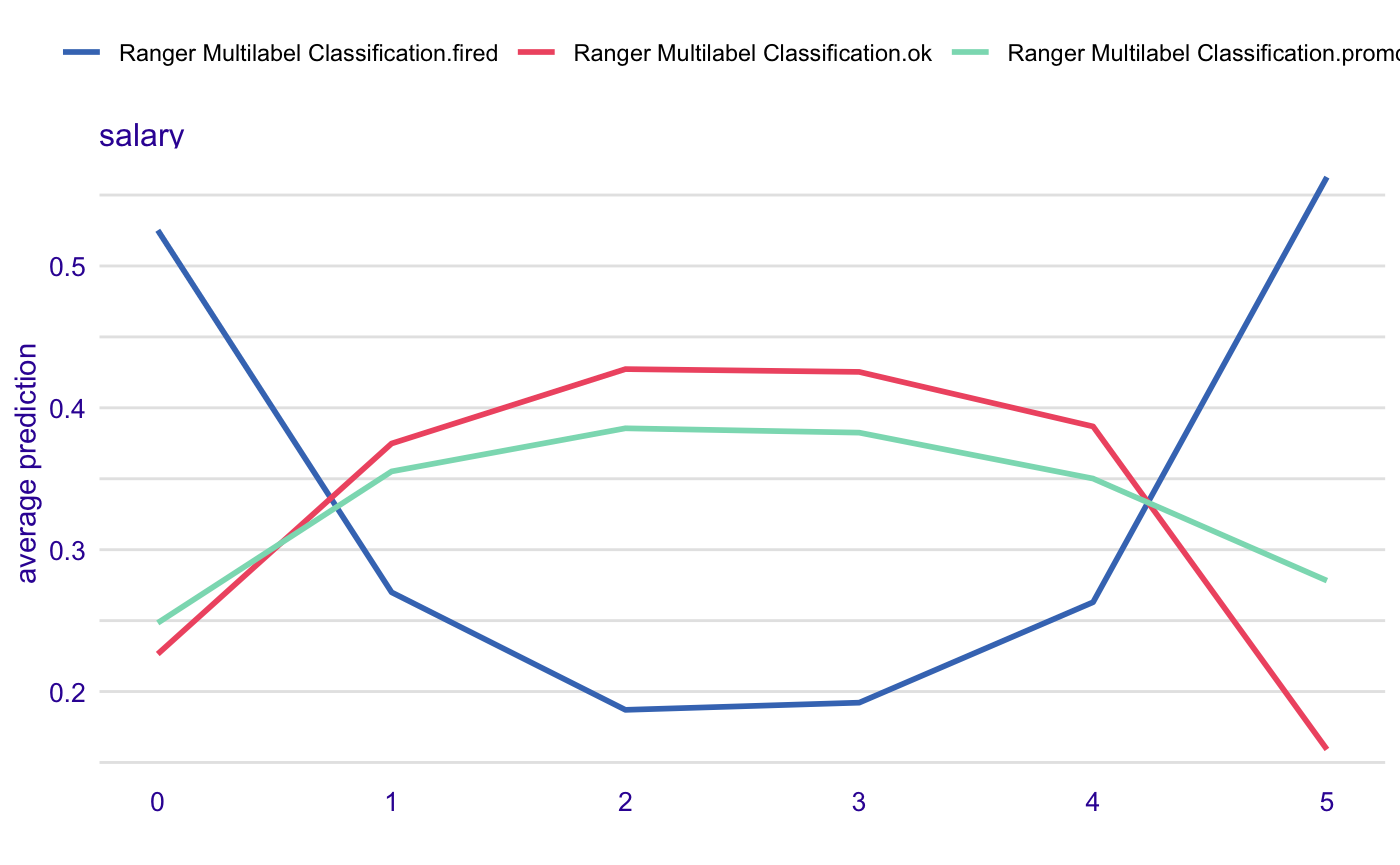 Ranger Multilabel Classification.fired Ranger Multilabel Classification.ok Ranger Multilabel Classification.promo
salary
0.5
0.4
0.3
0.2
average prediction
0 1 2 3 4 5